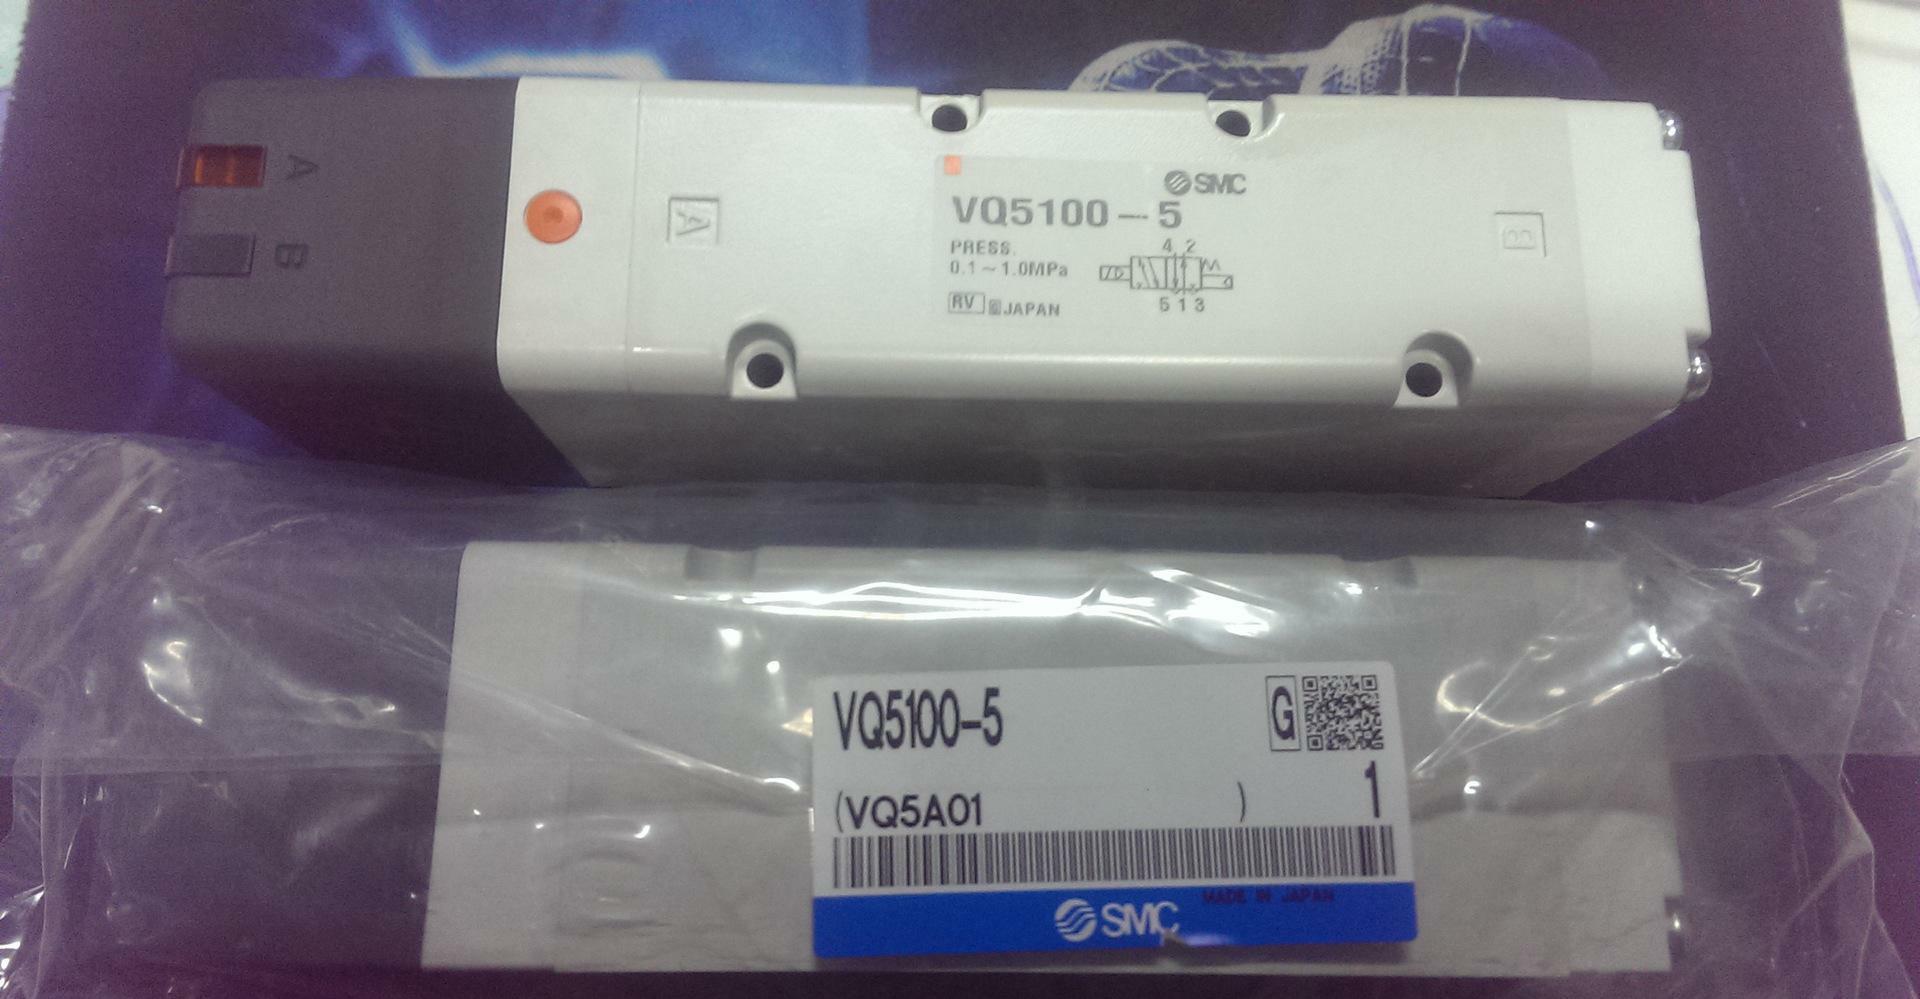 A
B
A
SMC
VQ5100-5
PRESS.
0.1~1.0MPa
4 2
5 1 3
RV JAPAN
B
VQ5100-5
G
(VQ5A01 ) 1
MADE IN JAPAN
SMC